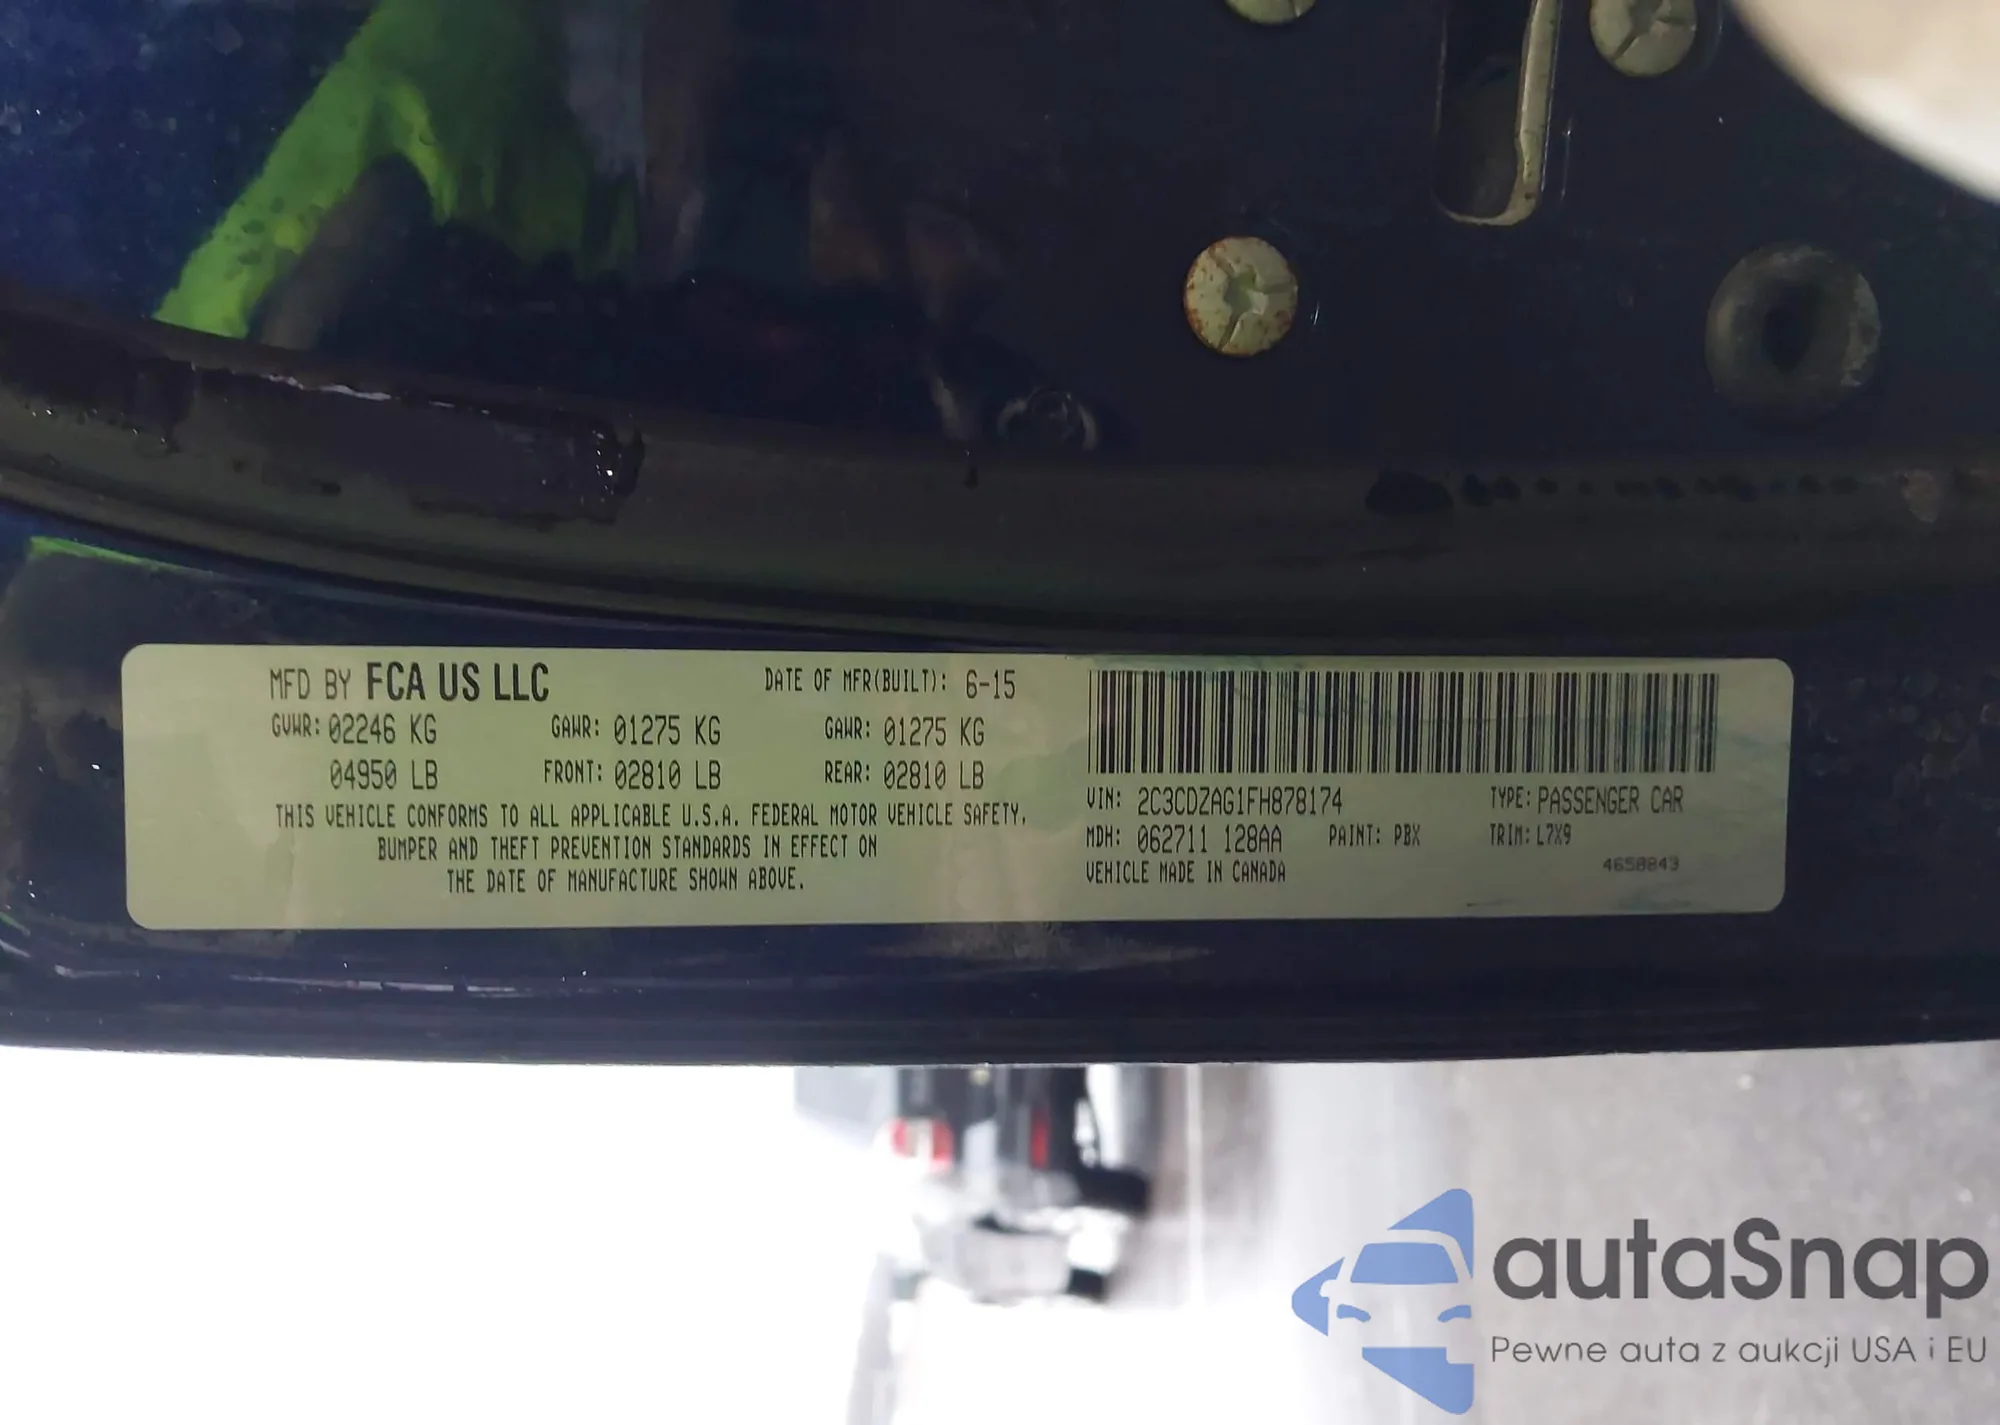 MFD BY FCA US LLC DATE OF MFR(BUILT): 6-15
GVWR: 02246 KG GAWR: 01275 KG GAWR: 01275 KG
04950 LB FRONT: 02810 LB REAR: 02810 LB
THIS VEHICLE CONFORMS TO ALL APPLICABLE U.S.A. FEDERAL MOTOR VEHICLE SAFETY,
BUMPER AND THEFT PREVENTION STANDARDS IN EFFECT ON
THE DATE OF MANUFACTURE SHOWN ABOVE.
VIN: 2C3CDZAG1FH878174 TYPE: PASSENGER CAR
MDH: 062711 128AA PAINT: PBX TRIM: L7X9
VEHICLE MADE IN CANADA
4658843
autaSnap
Pewne auta z aukcji USA i EU